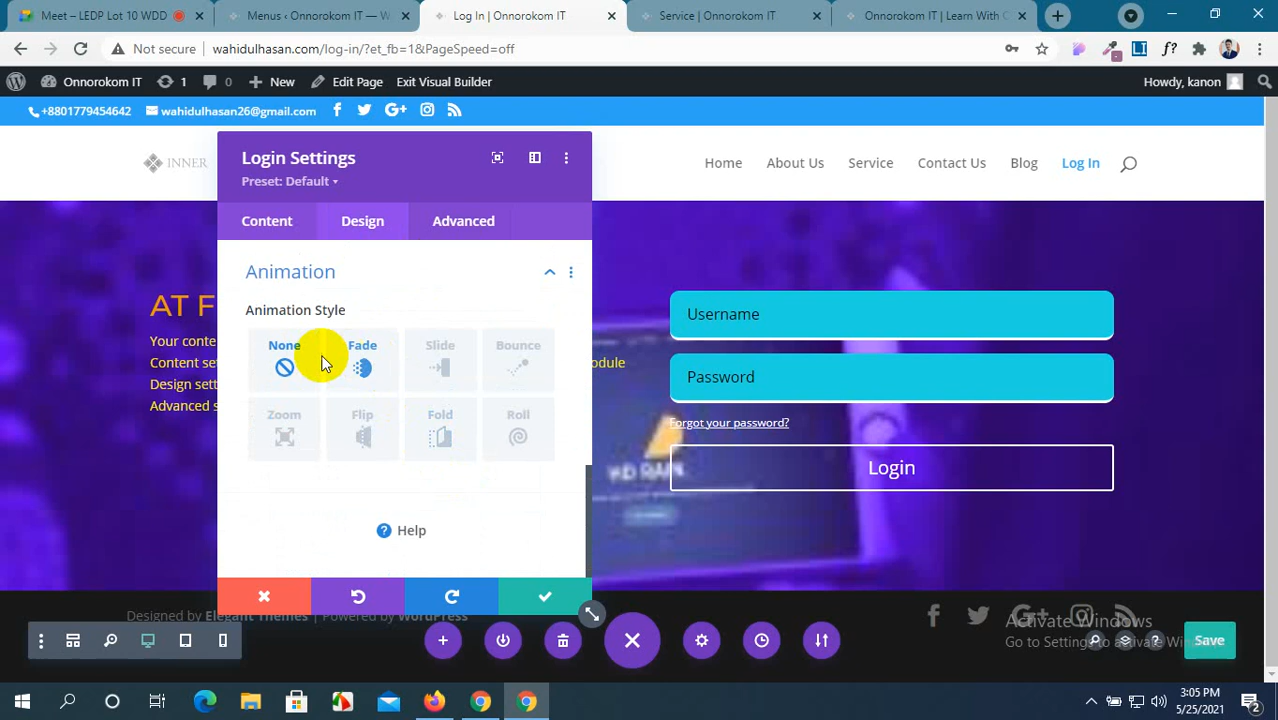 Meet – LEDP Lot 10 WDD
Menus ‹ Onnorokom IT — W
Log In | Onnorokom IT
Service | Onnorokom IT
Onnorokom IT | Learn With C
Not secure
wahidulhasan.com/log-in/?et_fb=1&PageSpeed=off
Onnorokom IT
1
0
New
Edit Page
Exit Visual Builder
Howdy, kanon
+8801779454642
wahidulhasan26@gmail.com
INNER
Home
About Us
Service
Contact Us
Blog
Log In
Login Settings
Preset: Default
Content
Design
Advanced
Animation
Animation Style
None
Fade
Slide
Bounce
Zoom
Flip
Fold
Roll
Help
AT F
Your conte
Content se
odule
Design sett
Advanced s
Username
Password
Forgot your password?
Login
Designed by Elegant Themes | Powered by WordPress
Activate Windows
Go to Settings to activate Win
Save
3:05 PM
5/25/2021
2